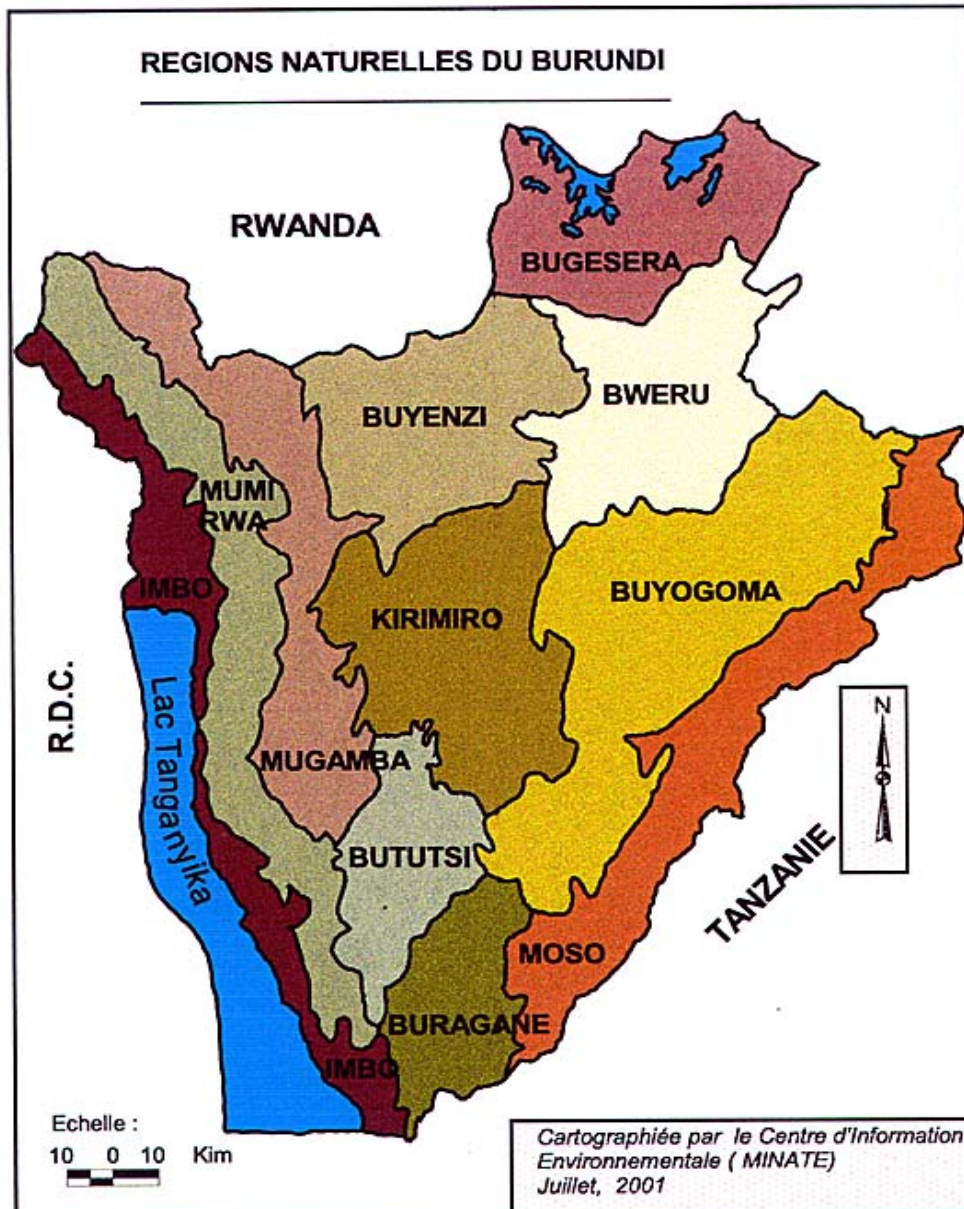 REGIONS NATURELLES DU BURUNDI
RWANDA
BUGESERA
BWERU
BUYENZI
MUMI
RWA
IMBO
BUYOGOMA
KIRIMIRO
R.D.C.
Lac Tanganyika
N
MUGAMBA
BUTUTSI
TANZANIE
MOSO
BURAGANE
IMBO
Echelle :
10 0 10 Kim
Cartographiée par le Centre d'Information
Environnementale ( MINATE)
Juillet, 2001